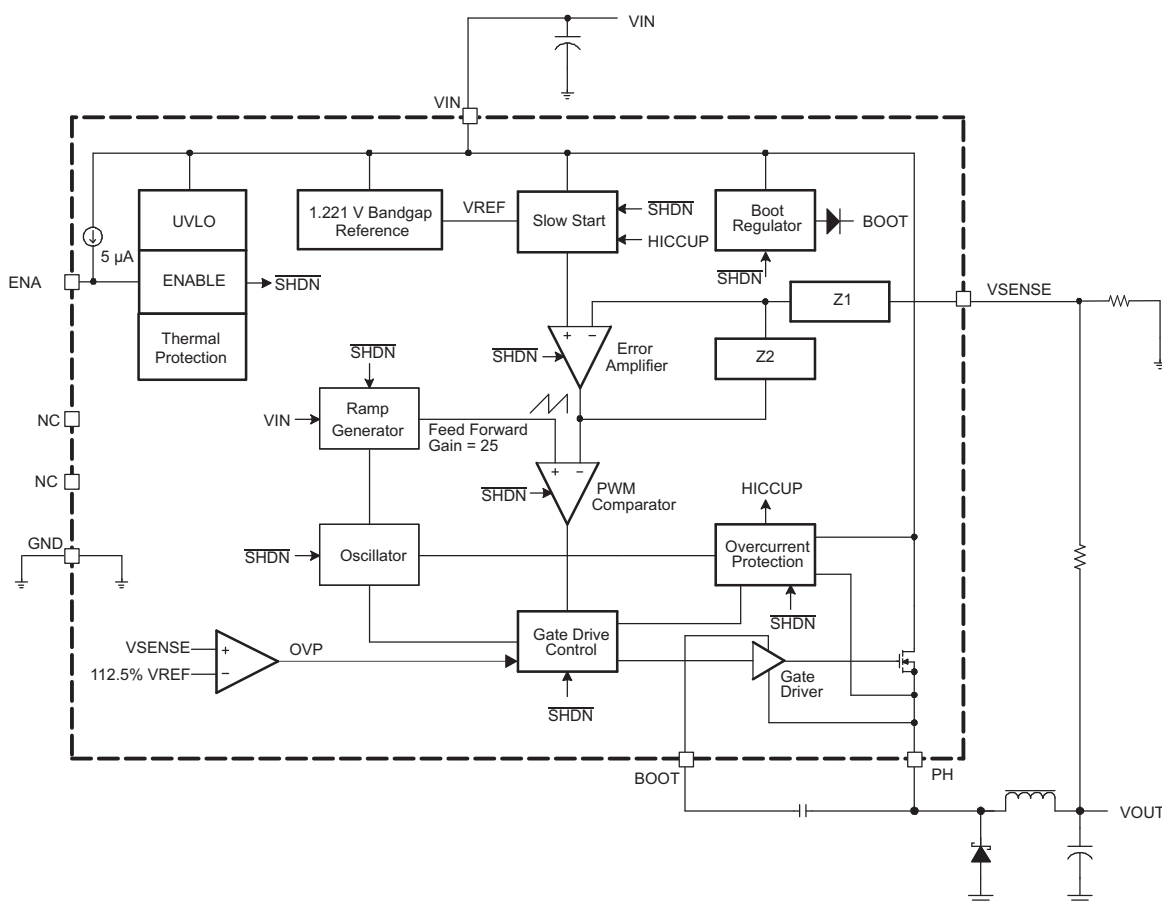 VIN
VIN
UVLO
1.221 V Bandgap
Reference
VREF
Slow Start
SHDN
HICCUP
Boot
Regulator
BOOT
SHDN
5 µA
ENA
ENABLE
SHDN
Thermal
Protection
Z1
VSENSE
Z2
+ −
SHDN
Error
Amplifier
SHDN
VIN
Ramp
Generator
Feed Forward
Gain = 25
NC
NC
+ −
SHDN
PWM
Comparator
HICCUP
GND
SHDN
Oscillator
Overcurrent
Protection
SHDN
VSENSE
+
112.5% VREF
−
OVP
Gate Drive
Control
SHDN
Gate
Driver
BOOT
PH
VOUT